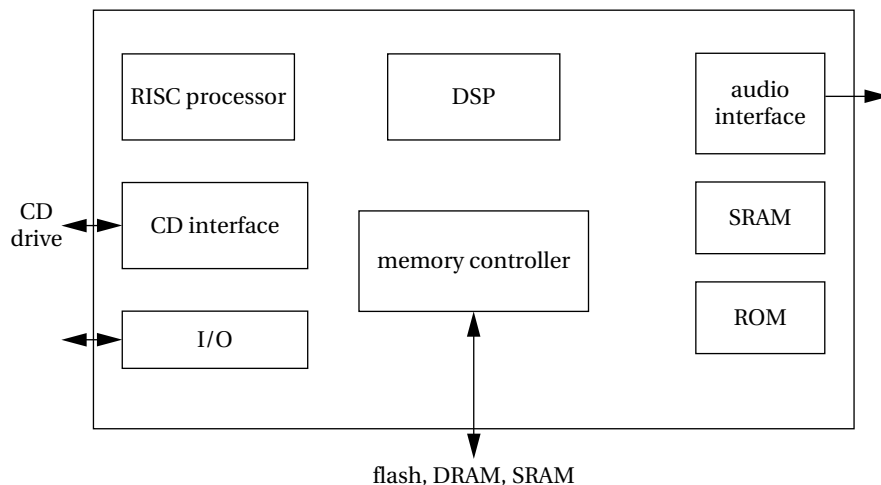 RISC processor
DSP
audio
interface
CD
drive
CD interface
memory controller
SRAM
I/O
ROM
flash, DRAM, SRAM